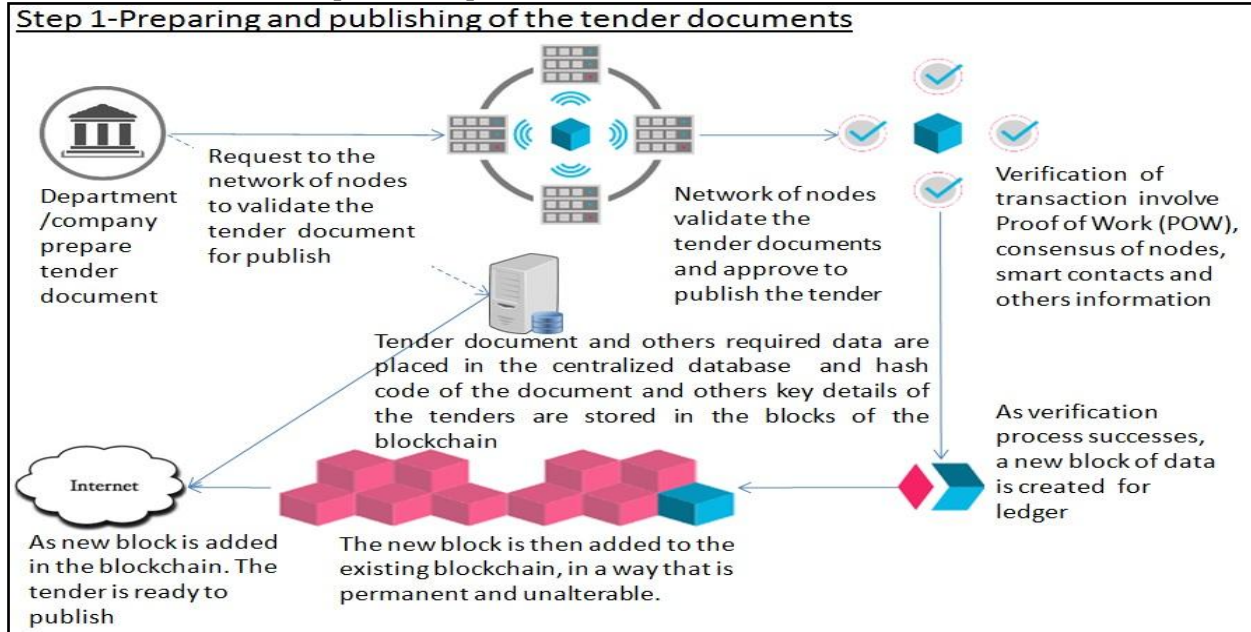 Step 1-Preparing and publishing of the tender documents
Department
/company
prepare
tender
document
Request to the
network of nodes
to validate the
tender document
for publish
Network of nodes
validate the
tender documents
and approve to
publish the tender
Verification of
transaction involve
Proof of Work (POW),
consensus of nodes,
smart contacts and
others information
Tender document and others required data are
placed in the centralized database and hash
code of the document and others key details of
the tenders are stored in the blocks of the
blockchain
As verification
process successes,
a new block of data
is created for
ledger
Internet
As new block is added
in the blockchain. The
tender is ready to
publish
The new block is then added to the
existing blockchain, in a way that is
permanent and unalterable.